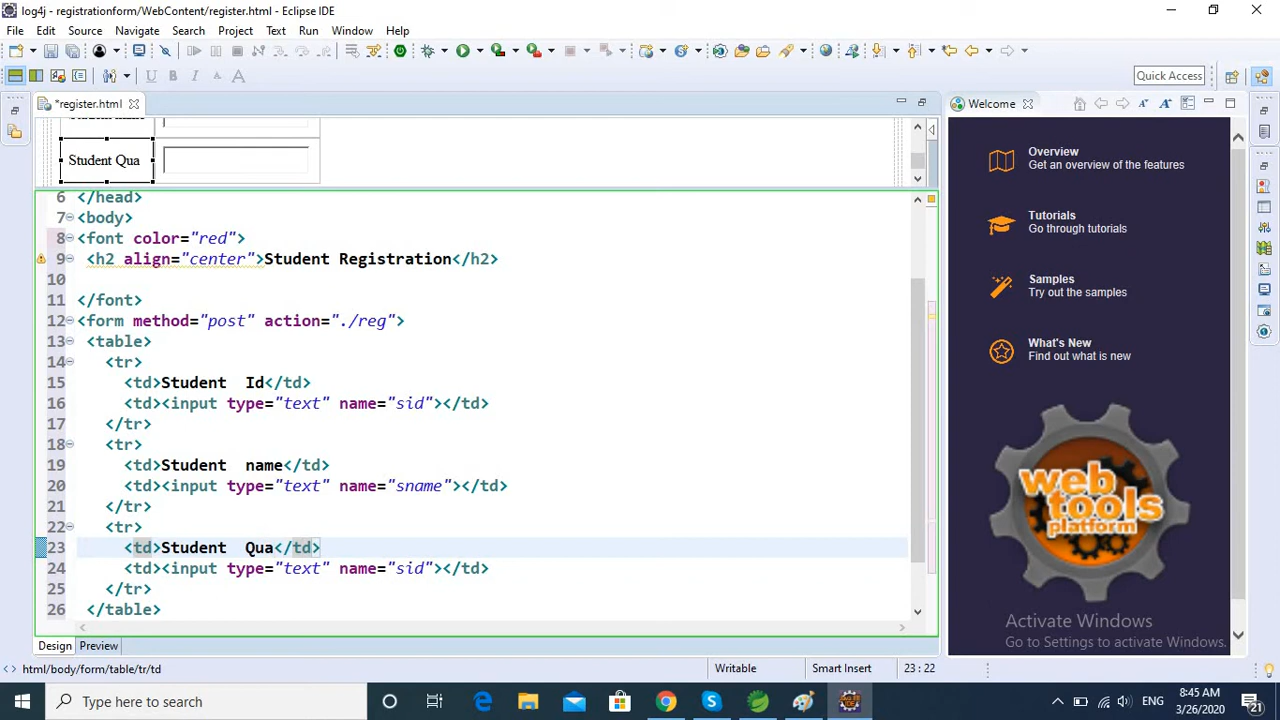 log4j - registrationform/WebContent/register.html - Eclipse IDE
File Edit Source Navigate Search Project Text Run Window Help
Quick Access
*register.html
Welcome
Student Qua
6 </head>
7 <body>
8 <font color="red">
9 <h2 align="center">Student Registration</h2>
10
11 </font>
12 <form method="post" action="./reg">
13 <table>
14 <tr>
15 <td>Student  Id</td>
16 <td><input type="text" name="sid"></td>
17 </tr>
18 <tr>
19 <td>Student  name</td>
20 <td><input type="text" name="sname"></td>
21 </tr>
22 <tr>
23 <td>Student  Qua</td>
24 <td><input type="text" name="sid"></td>
25 </tr>
26 </table>
Overview
Get an overview of the features
Tutorials
Go through tutorials
Samples
Try out the samples
What's New
Find out what is new
web
tools
platform
Activate Windows
Go to Settings to activate Windows.
Design Preview
html/body/form/table/tr/td
Writable
Smart Insert
23 : 22
Type here to search
ENG
8:45 AM
3/26/2020
21